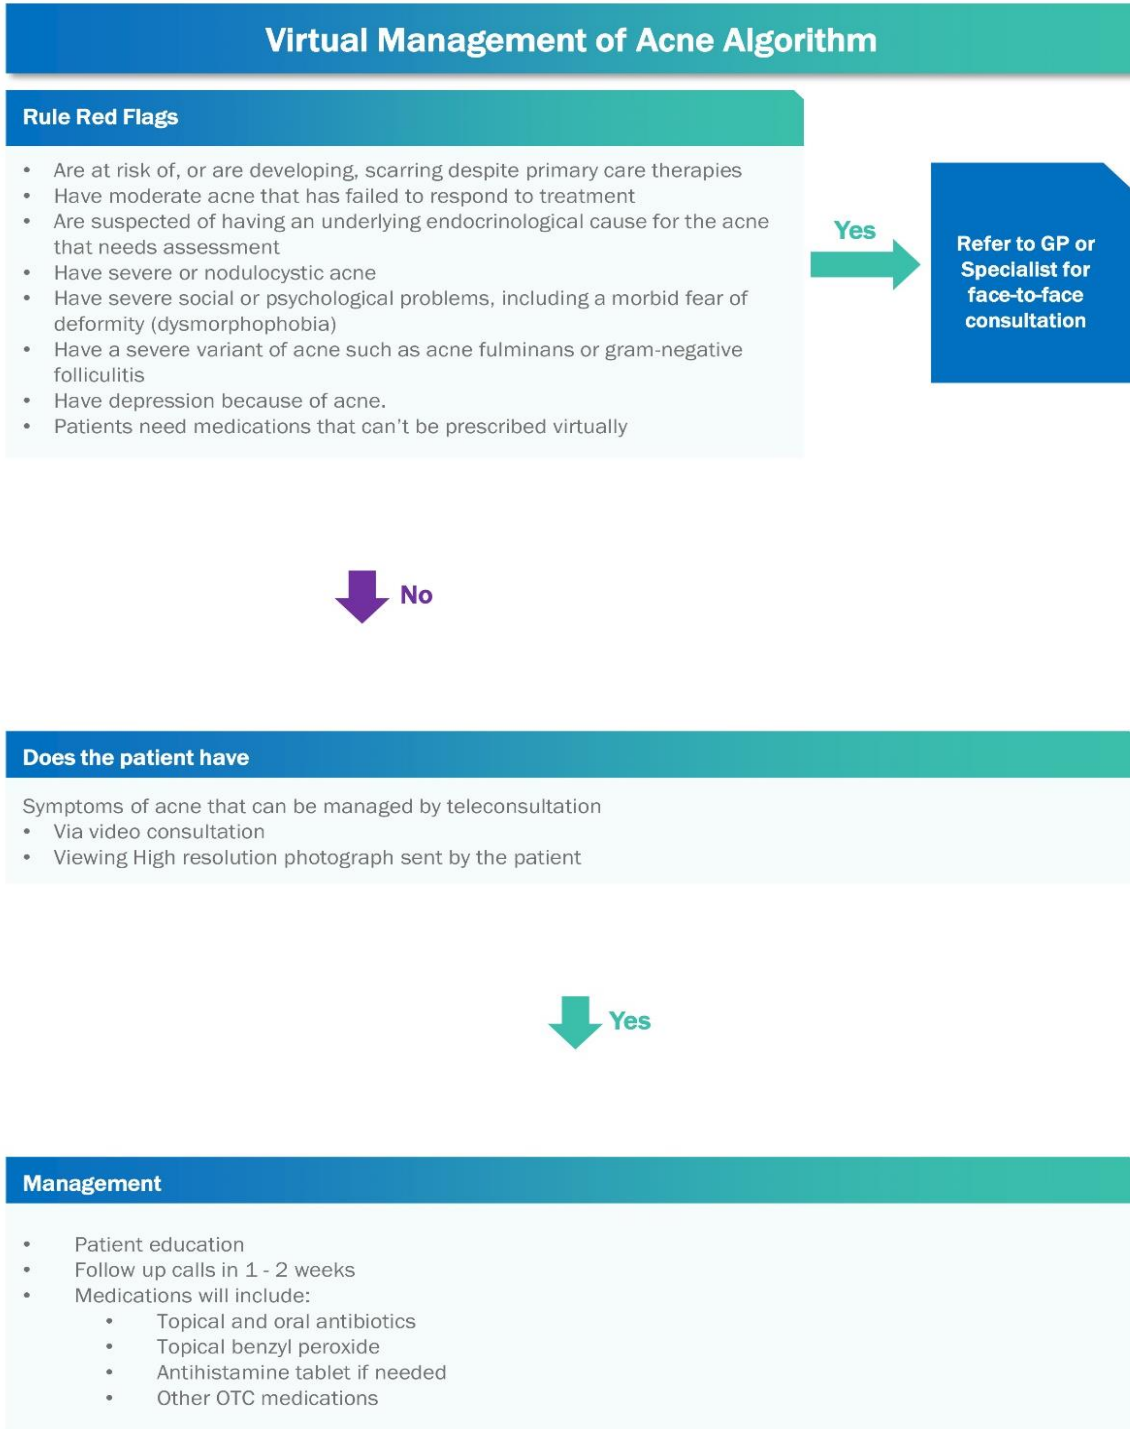 Virtual Management of Acne Algorithm
Rule Red Flags
• Are at risk of, or are developing, scarring despite primary care therapies
• Have moderate acne that has failed to respond to treatment
• Are suspected of having an underlying endocrinological cause for the acne
that needs assessment
• Have severe or nodulocystic acne
• Have severe social or psychological problems, including a morbid fear of
deformity (dysmorphophobia)
• Have a severe variant of acne such as acne fulminans or gram-negative
folliculitis
• Have depression because of acne.
• Patients need medications that can’t be prescribed virtually
Yes
Refer to GP or
Specialist for
face-to-face
consultation
No
Does the patient have
Symptoms of acne that can be managed by teleconsultation
• Via video consultation
• Viewing High resolution photograph sent by the patient
Yes
Management
• Patient education
• Follow up calls in 1 - 2 weeks
• Medications will include:
• Topical and oral antibiotics
• Topical benzyl peroxide
• Antihistamine tablet if needed
• Other OTC medications